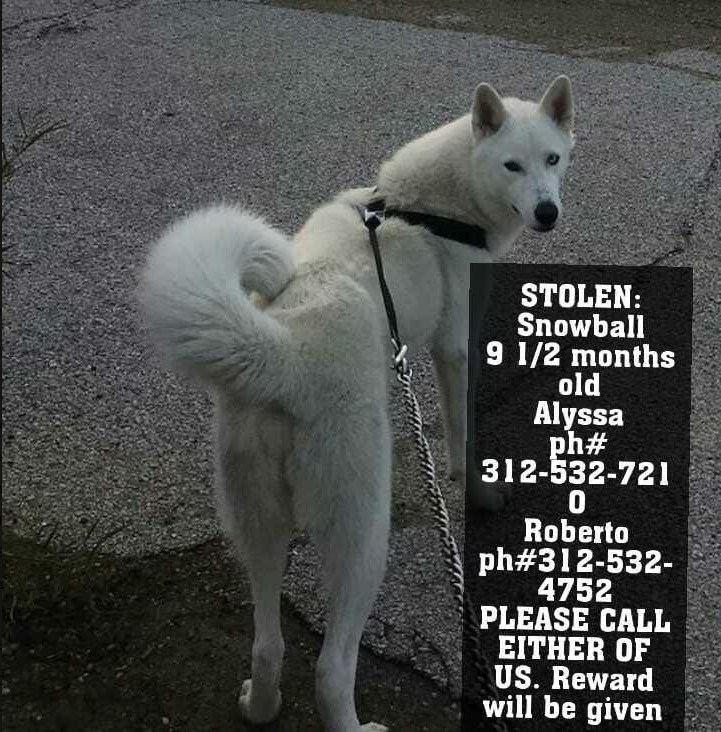 STOLEN:
Snowball
9 1/2 months
old
Alyssa
ph#
312-532-721
0
Roberto
ph#312-532-
4752
PLEASE CALL
EITHER OF
US. Reward
will be given